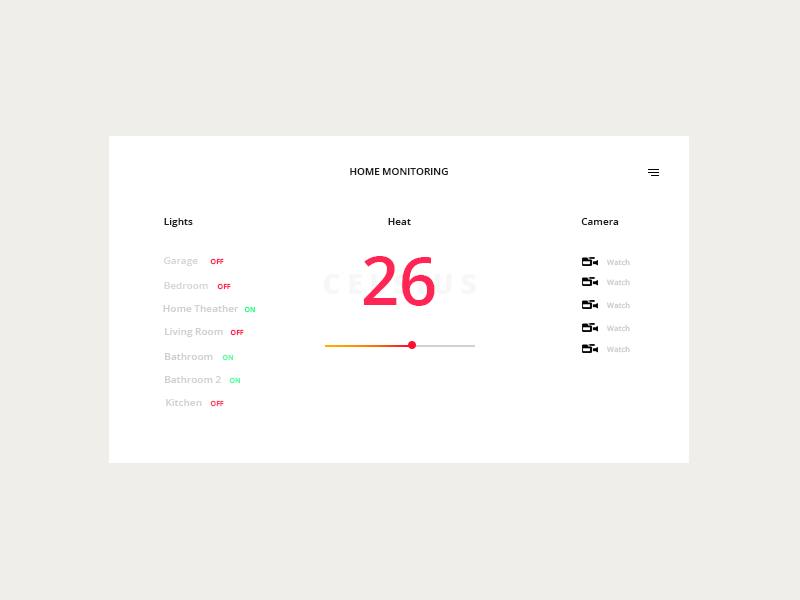 HOME MONITORING
Lights
Garage OFF
Bedroom OFF
Home Theather ON
Living Room OFF
Bathroom ON
Bathroom 2 ON
Kitchen OFF
Heat
CELSIUS
26
Camera
Watch
Watch
Watch
Watch
Watch